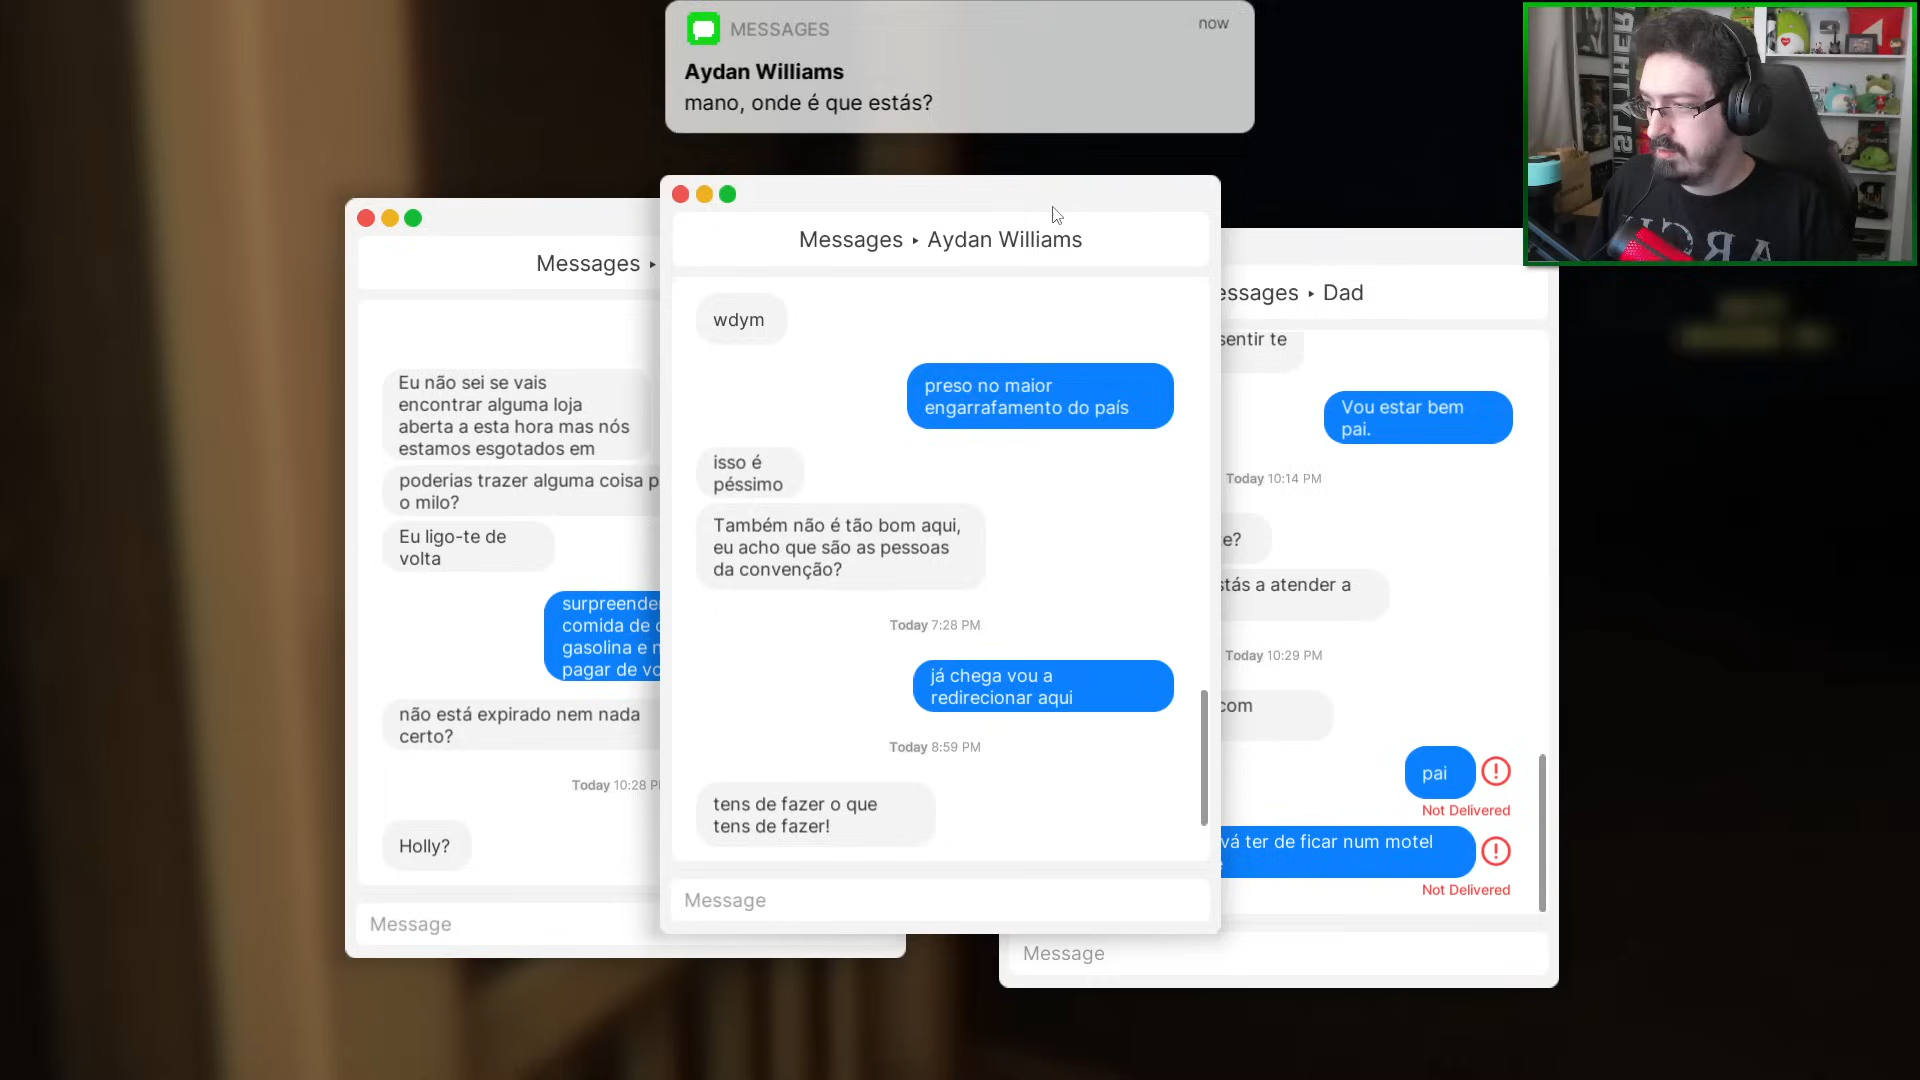 MESSAGES
now
Aydan Williams
mano, onde é que estás?
Messages ‣
Eu não sei se vais
encontrar alguma loja
aberta a esta hora mas nós
estamos esgotados em
poderias trazer alguma coisa p
o milo?
Eu ligo-te de
volta
comida de
gasolina e
pagar de
não está expirado nem nada
certo?
Today 10:28
Holly?
Message
Messages ‣ Aydan Williams
wdym
preso no maior
engarrafamento do país
isso é
péssimo
Também não é tão bom aqui,
eu acho que são as pessoas
da convenção?
Today 7:28 PM
já chega vou a
redirecionar aqui
Today 8:59 PM
tens de fazer o que
tens de fazer!
Message
essages ‣ Dad
sentir te
Vou estar bem
pai.
Today 10:14 PM
e?
stás a atender a
Today 10:29 PM
com
pai
Not Delivered
vá ter de ficar num motel
Not Delivered
Message